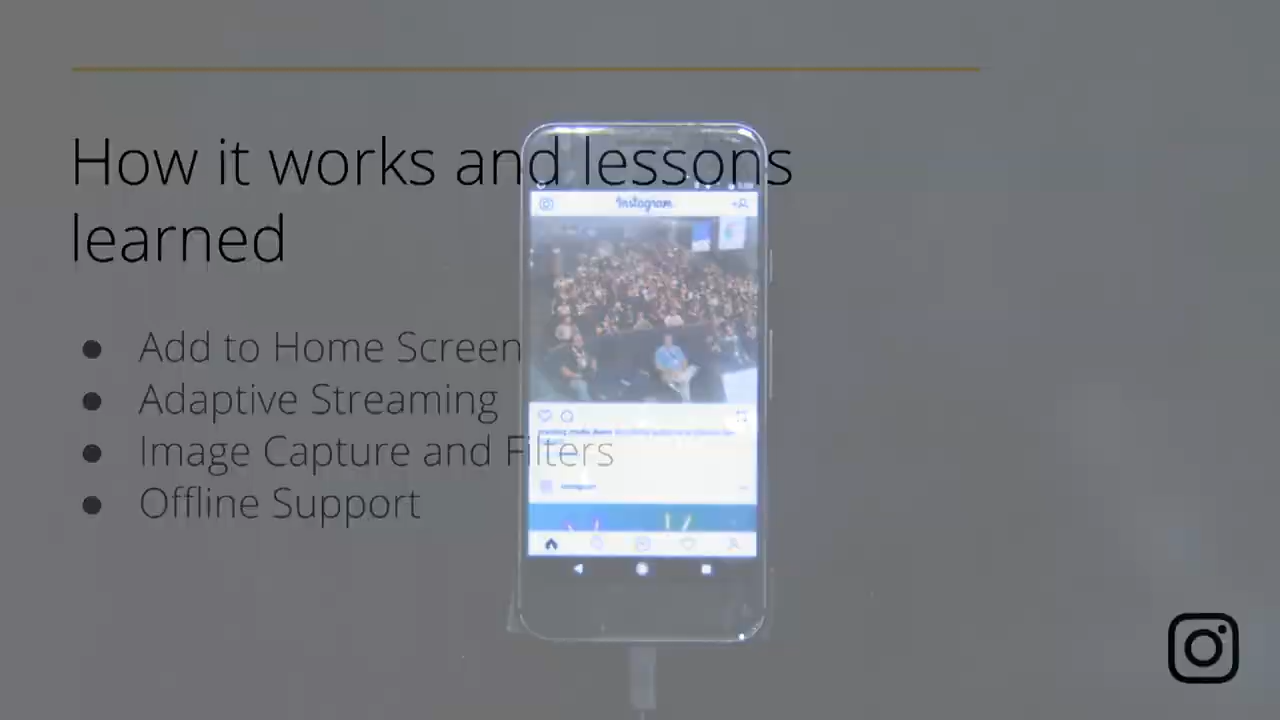 How it works and lessons
learned
Instagram
● Add to Home Screen
● Adaptive Streaming
● Image Capture and Filters
● Offline Support
instagram